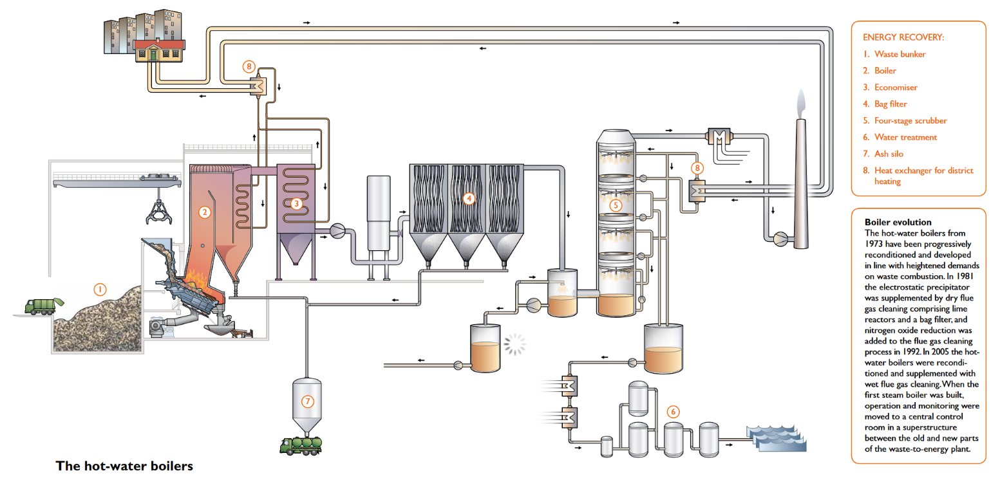 8
ENERGY RECOVERY:
1. Waste bunker
2. Boiler
3. Economiser
4. Bag filter
5. Four-stage scrubber
6. Water treatment
7. Ash silo
8. Heat exchanger for district
heating
8
2
3
4
5
1
7
6
Boiler evolution
The hot-water boilers from
1973 have been progressively
reconditioned and developed
in line with heightened demands
on waste combustion. In 1981
the electrostatic precipitator
was supplemented by dry flue
gas cleaning comprising lime
reactors and a bag filter, and
nitrogen oxide reduction was
added to the flue gas cleaning
process in 1992. In 2005 the hot-
water boilers were recondi-
tioned and supplemented with
wet flue gas cleaning. When the
first steam boiler was built,
operation and monitoring were
moved to a central control
room in a superstructure
between the old and new parts
of the waste-to-energy plant.
The hot-water boilers